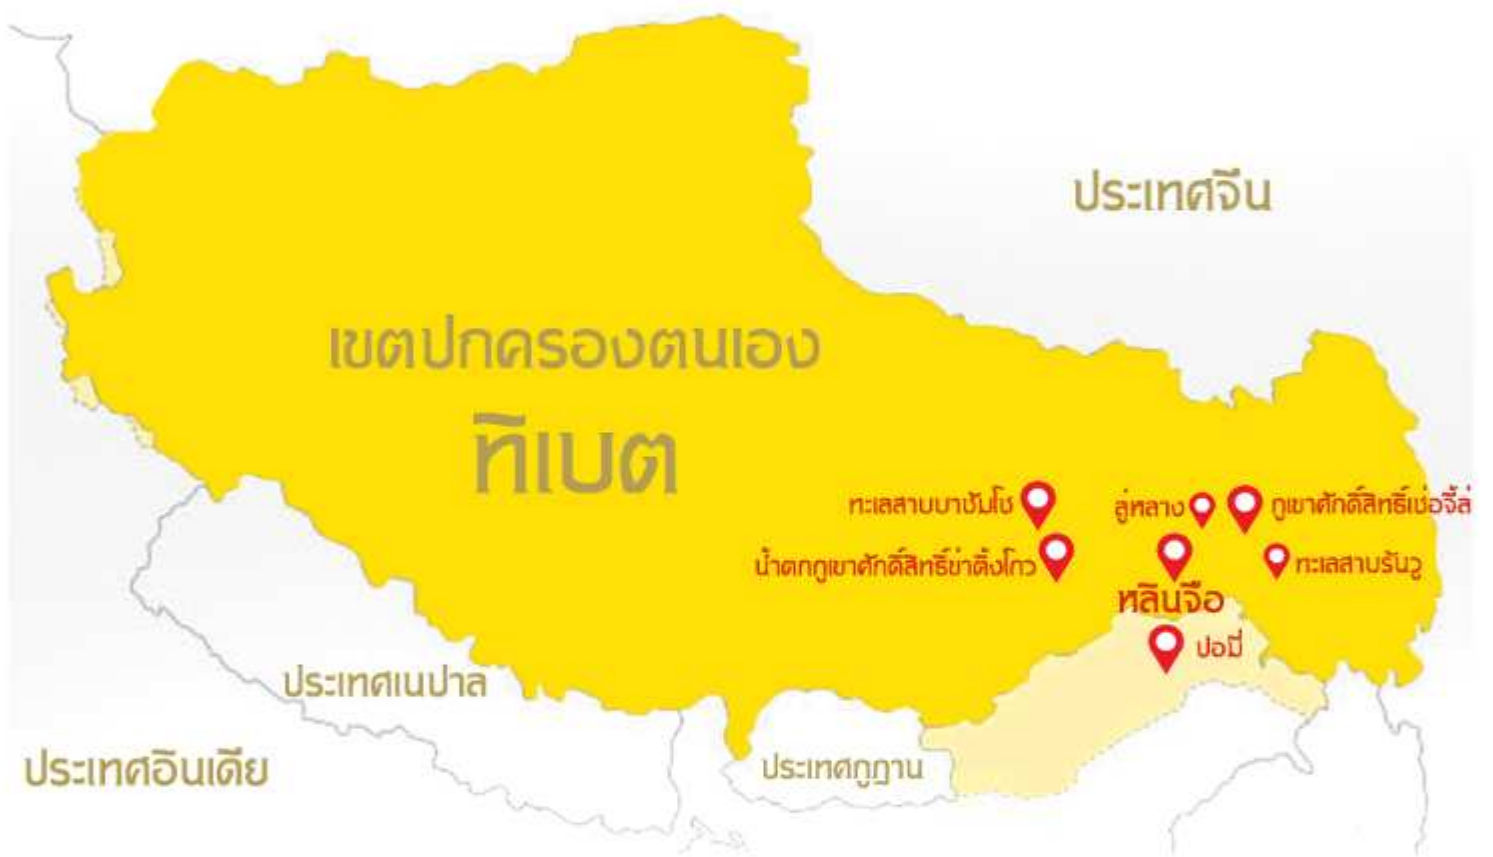 ประเทศจีน
เขตปกครองตนเอง
ทิเบต
ทะเลสาบบาซัมโซ
ลู่หลาง
ภูเขาศักดิ์สิทธิ์เช่อจี้ล่
น้ำตกภูเขาศักดิ์สิทธิ์ข่าติ้งโกว
ทะเลสาบรันวู
หลินจือ
ปอมี่
ประเทศเนปาล
ประเทศอินเดีย
ประเทศภูฏาน